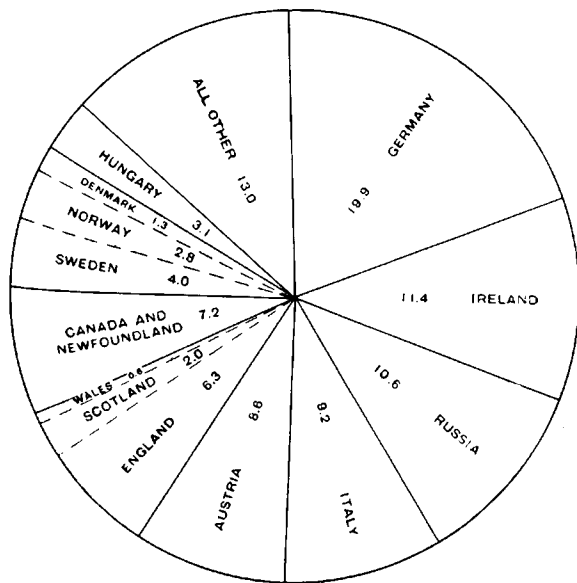 GERMANY
19.9
11.4 IRELAND
10.6
RUSSIA
9.2
ITALY
8.6
AUSTRIA
6.3
ENGLAND
2.0
SCOTLAND
WALES 0.6
7.2
CANADA AND
NEWFOUNDLAND
4.0
SWEDEN
2.8
NORWAY
1.3
DENMARK
3.1
HUNGARY
ALL OTHER
13.0